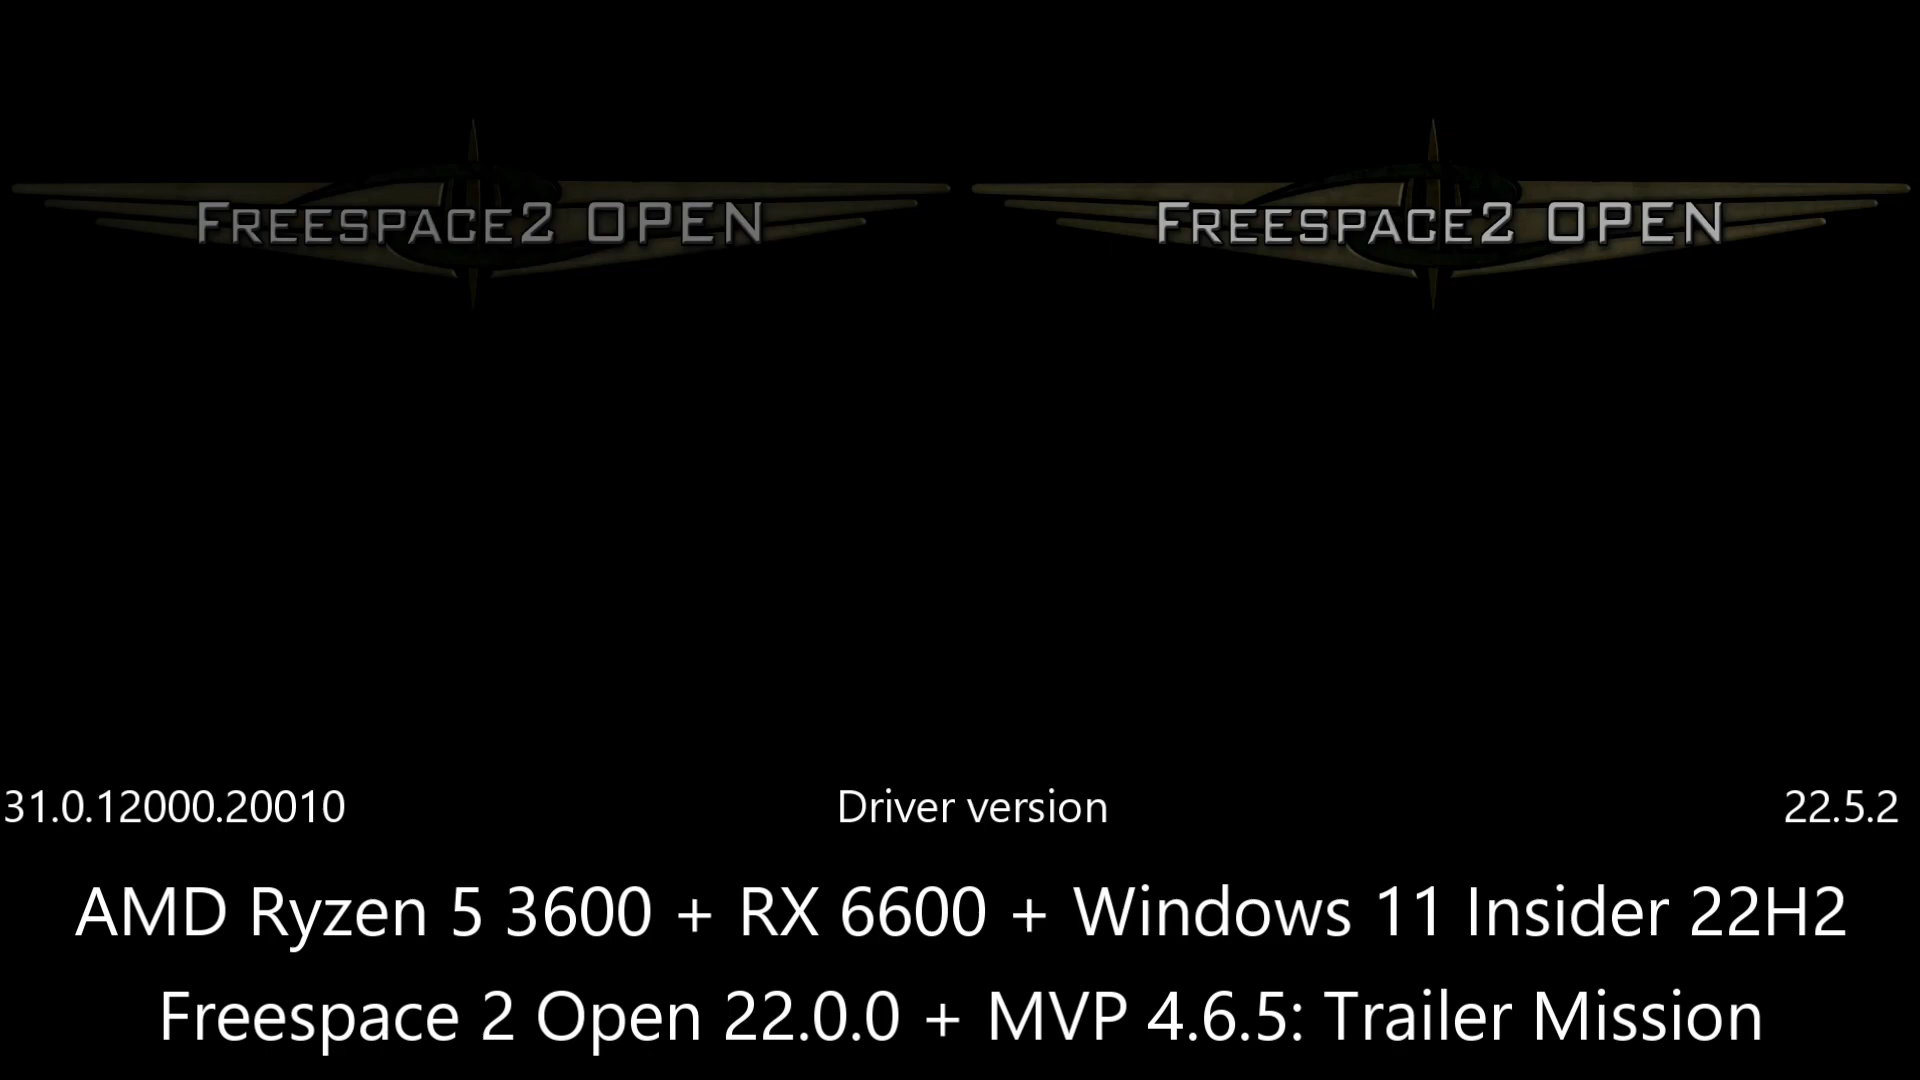 FREESPACE2 OPEN FREESPACE2 OPEN
31.0.12000.20010 Driver version 22.5.2
AMD Ryzen 5 3600 + RX 6600 + Windows 11 Insider 22H2
Freespace 2 Open 22.0.0 + MVP 4.6.5: Trailer Mission